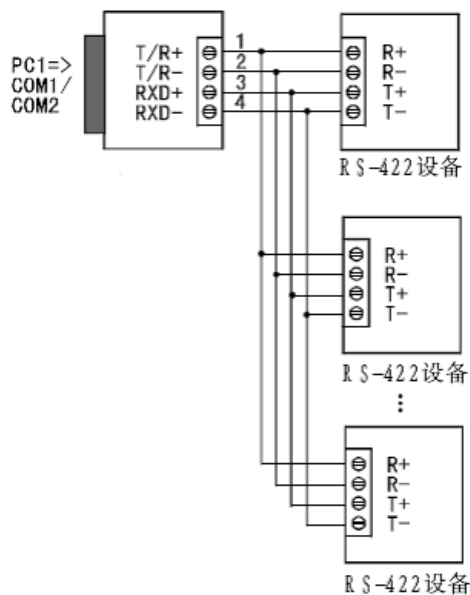 PC1=>
COM1/
COM2
T/R+ 1 R+
T/R- 2 R-
RXD+ 3 T+
RXD- 4 T-
RS-422设备
R+
R-
T+
T-
RS-422设备
⋮
R+
R-
T+
T-
RS-422设备